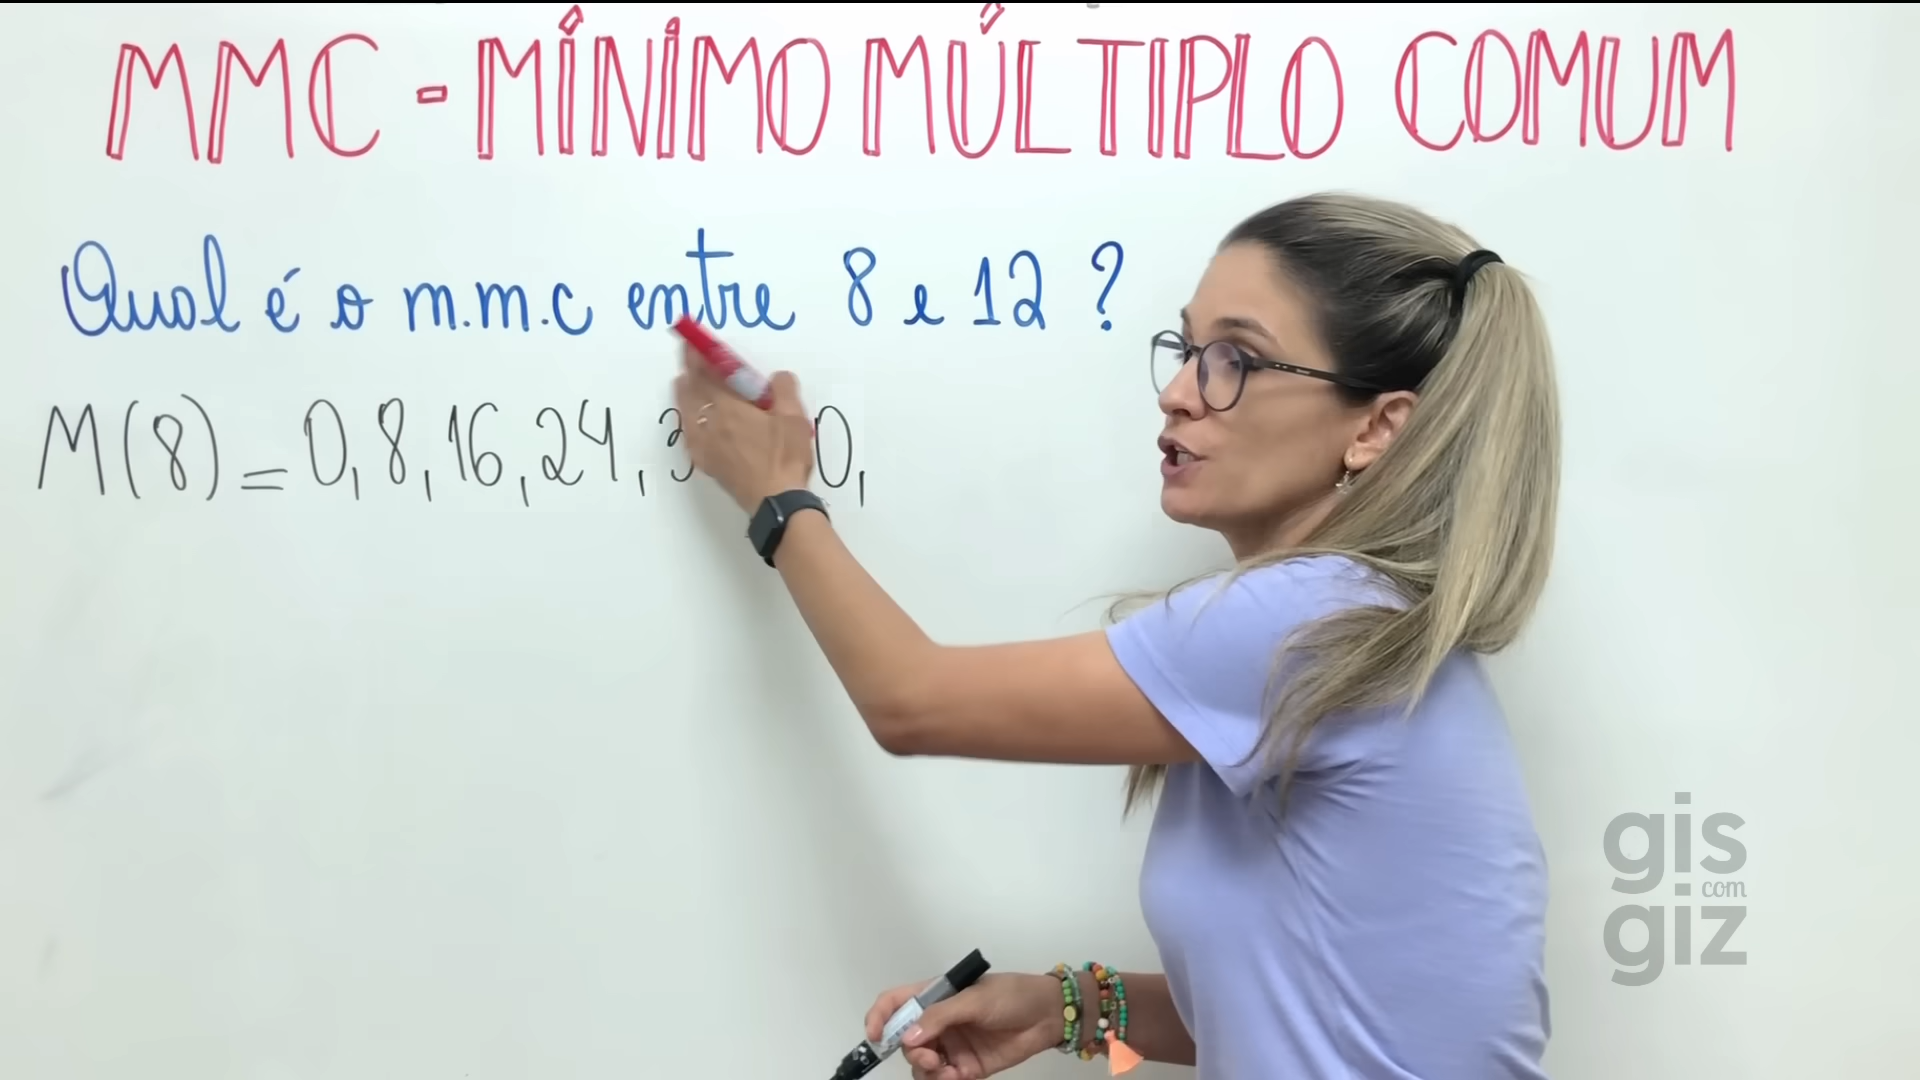 MMC - MÍNIMO MÚLTIPLO COMUM
Qual é o m.m.c entre 8 e 12 ?
M(8) = 0, 8, 16, 24, 3 0,
gis
com
giz